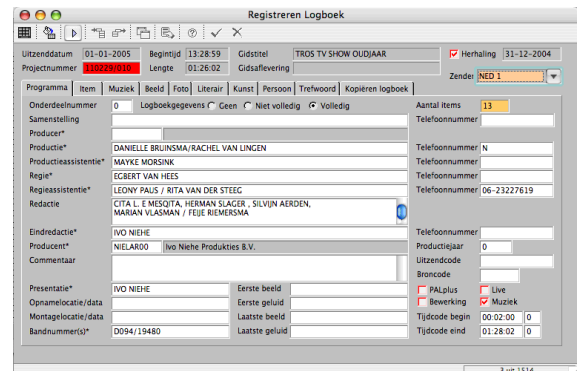 Registreren Logboek
Uitzenddatum 01-01-2005 Begintijd 13:28:59 Gidstitel TROS TV SHOW OUDJAAR Herhaling 31-12-2004
Projectnummer 110229/010 Lengte 01:26:02 Gidsaflevering
Zender NED 1
Programma Item Muziek Beeld Foto Literair Kunst Persoon Trefwoord Kopiëren logboek
Onderdeelnummer 0 Logboekgegevens Geen Niet volledig Volledig Aantal items 13
Samenstelling Telefoonnummer
Producer*
Productie* DANIELLE BRUINSMA/RACHEL VAN LINGEN Telefoonnummer N
Productieassistentie* MAYKE MORSINK Telefoonnummer
Regie* EGBERT VAN HEES Telefoonnummer
Regieassistentie* LEONY PAUS / RITA VAN DER STEEG Telefoonnummer 06-23227619
Redactie CITA L. E MESQITA, HERMAN SLAGER , SILVIJN AERDEN,
MARIAN VLASMAN / FEIJE RIEMERSMA
Eindredactie* IVO NIEHE Telefoonnummer
Producent* NIELAR00 Ivo Niehe Produkties B.V. Productiejaar 0
Commentaar Uitzendcode
Broncode
Presentatie* IVO NIEHE Eerste beeld PALplus Live
Opnamelocatie/data Eerste geluid Bewerking Muziek
Montagelocatie/data Laatste beeld Tijdcode begin 00:02:00 0
Bandnummer(s)* D094/19480 Laatste geluid Tijdcode eind 01:28:02 0
3 uit 1514